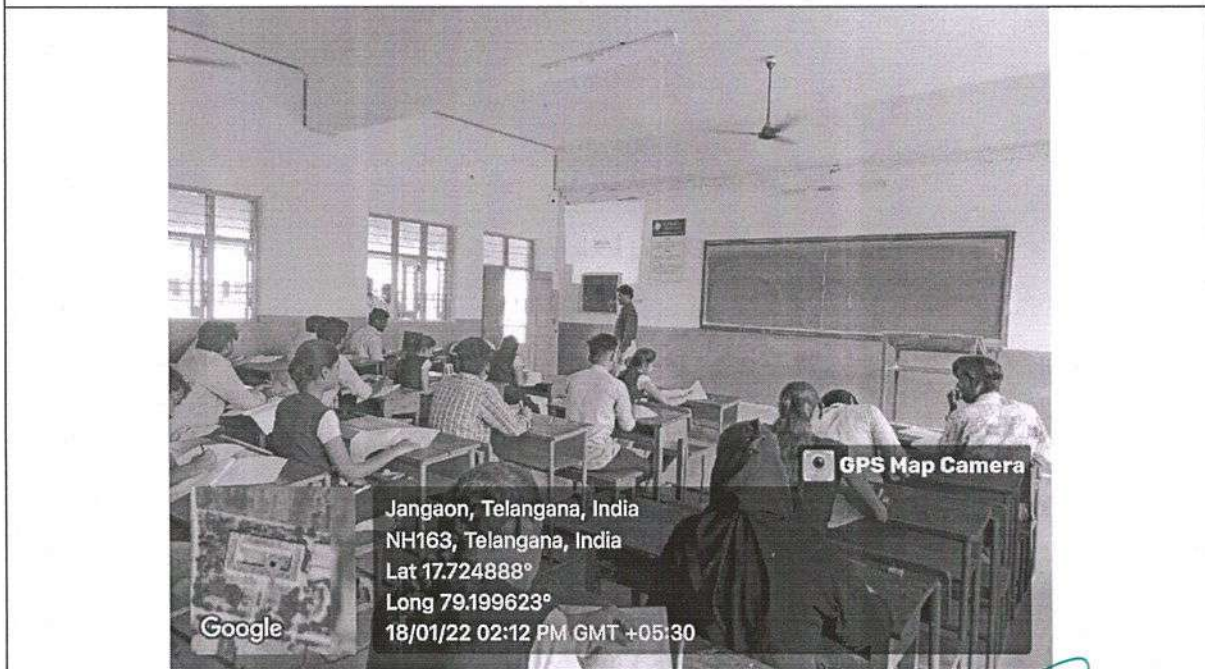 GPS Map Camera
Jangaon, Telangana, India
NH163, Telangana, India
Lat 17.724888°
Long 79.199623°
18/01/22 02:12 PM GMT +05:30
Google